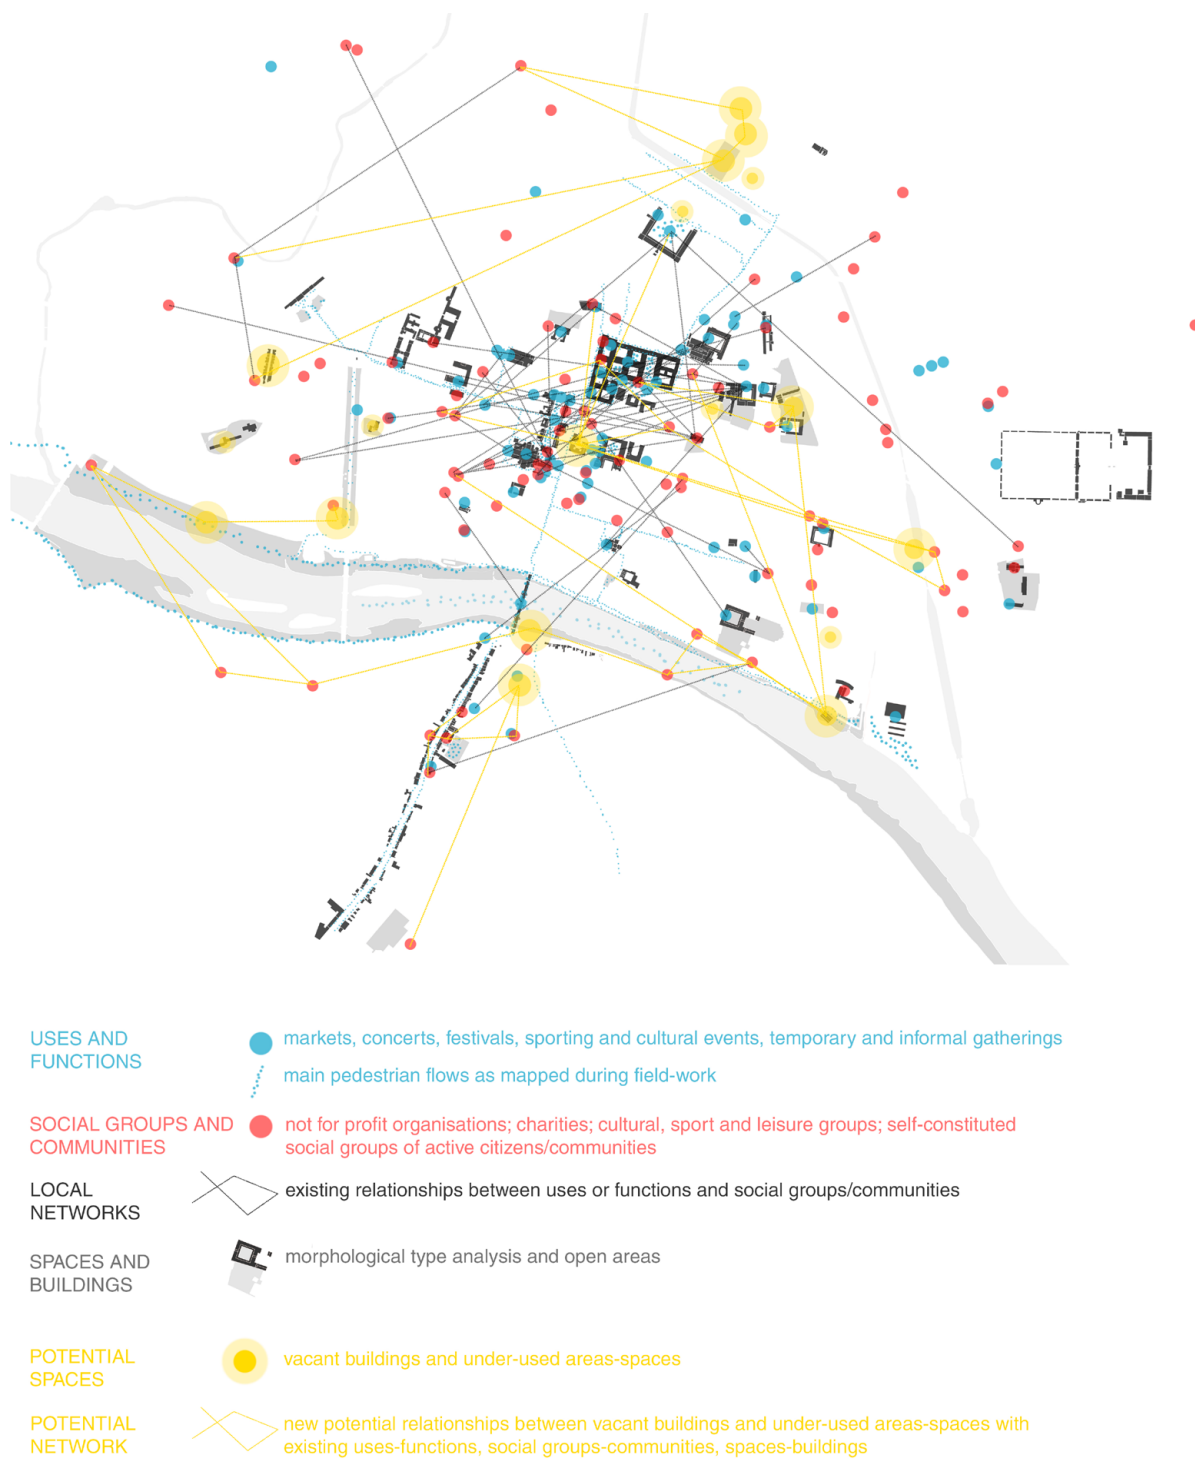 USES AND
FUNCTIONS
markets, concerts, festivals, sporting and cultural events, temporary and informal gatherings
main pedestrian flows as mapped during field-work
SOCIAL GROUPS AND
COMMUNITIES
not for profit organisations; charities; cultural, sport and leisure groups; self-constituted
social groups of active citizens/communities
LOCAL
NETWORKS
existing relationships between uses or functions and social groups/communities
SPACES AND
BUILDINGS
morphological type analysis and open areas
POTENTIAL
SPACES
vacant buildings and under-used areas-spaces
POTENTIAL
NETWORK
new potential relationships between vacant buildings and under-used areas-spaces with
existing uses-functions, social groups-communities, spaces-buildings